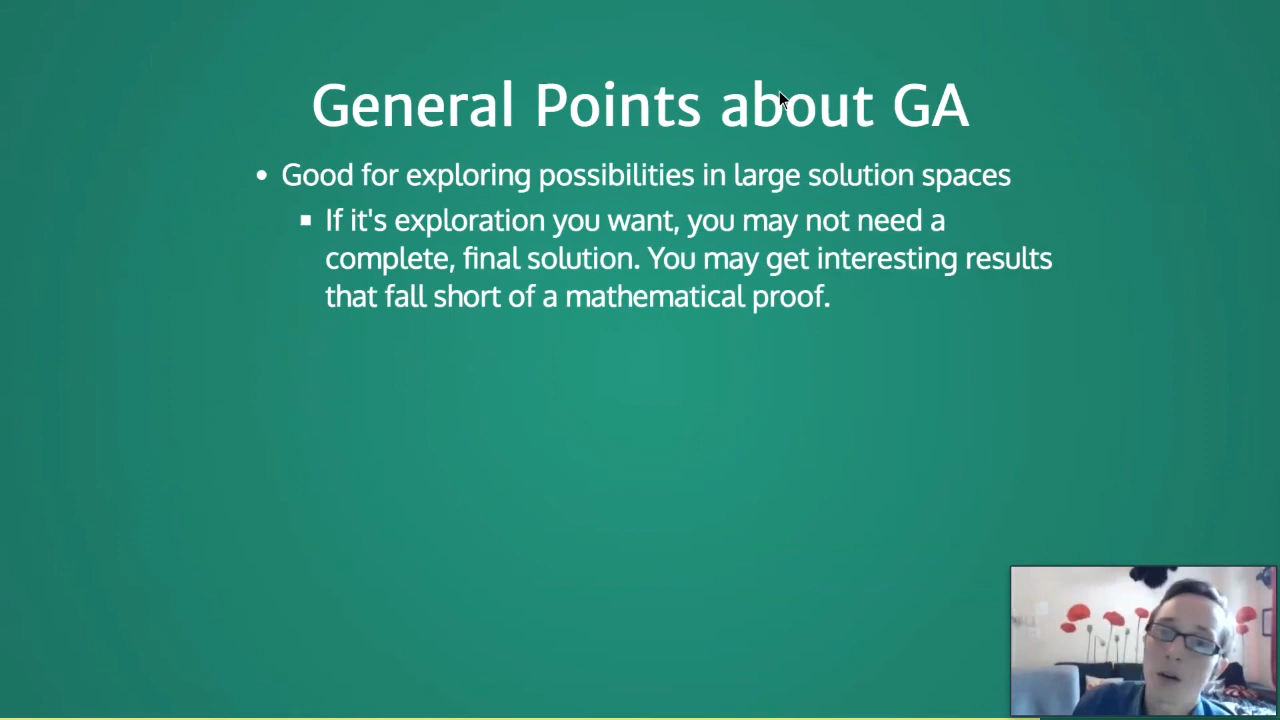 General Points about GA
• Good for exploring possibilities in large solution spaces
▪ If it's exploration you want, you may not need a
complete, final solution. You may get interesting results
that fall short of a mathematical proof.